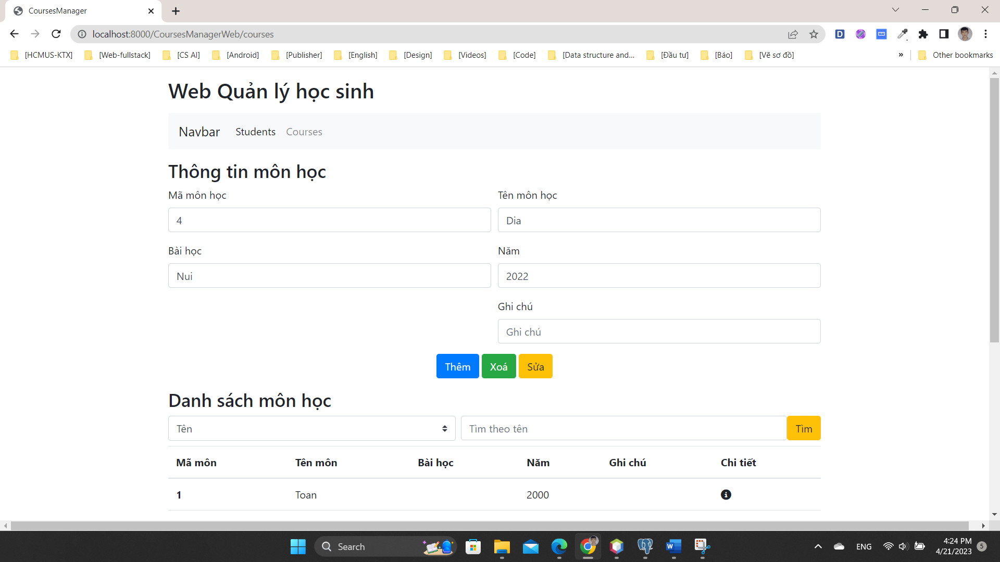 CoursesManager
localhost:8000/CoursesManagerWeb/courses
[HCMUS-KTX] [Web-fullstack] [CS AI] [Android] [Publisher] [English] [Design] [Videos] [Code] [Data structure and... [Đầu tư] [Báo] [Vẽ sơ đồ] » Other bookmarks
Web Quản lý học sinh
Navbar Students Courses
Thông tin môn học
Mã môn học Tên môn học
4 Dia
Bài học Năm
Nui 2022
Ghi chú
Ghi chú
Thêm Xoá Sửa
Danh sách môn học
Tên Tìm theo tên Tìm
Mã môn Tên môn Bài học Năm Ghi chú Chi tiết
1 Toan 2000
Search ENG 4:24 PM 5
4/21/2023